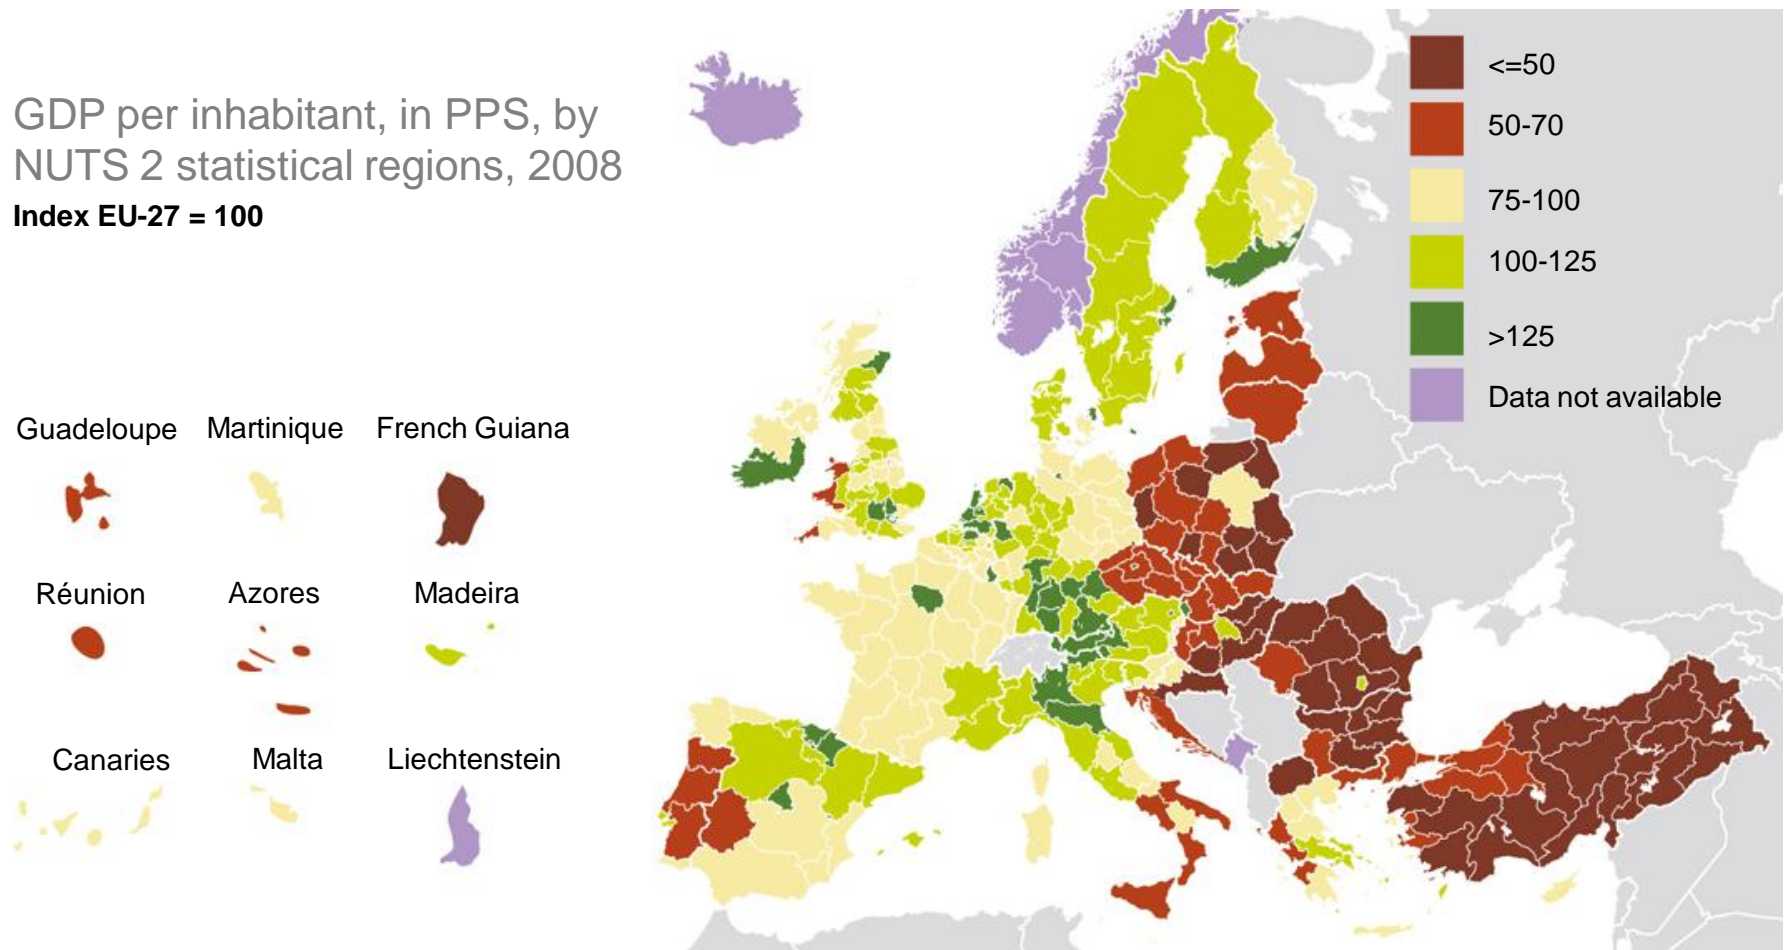 GDP per inhabitant, in PPS, by
NUTS 2 statistical regions, 2008
Index EU-27 = 100
<=50
50-70
75-100
100-125
>125
Data not available
Guadeloupe
Martinique
French Guiana
Réunion
Azores
Madeira
Canaries
Malta
Liechtenstein